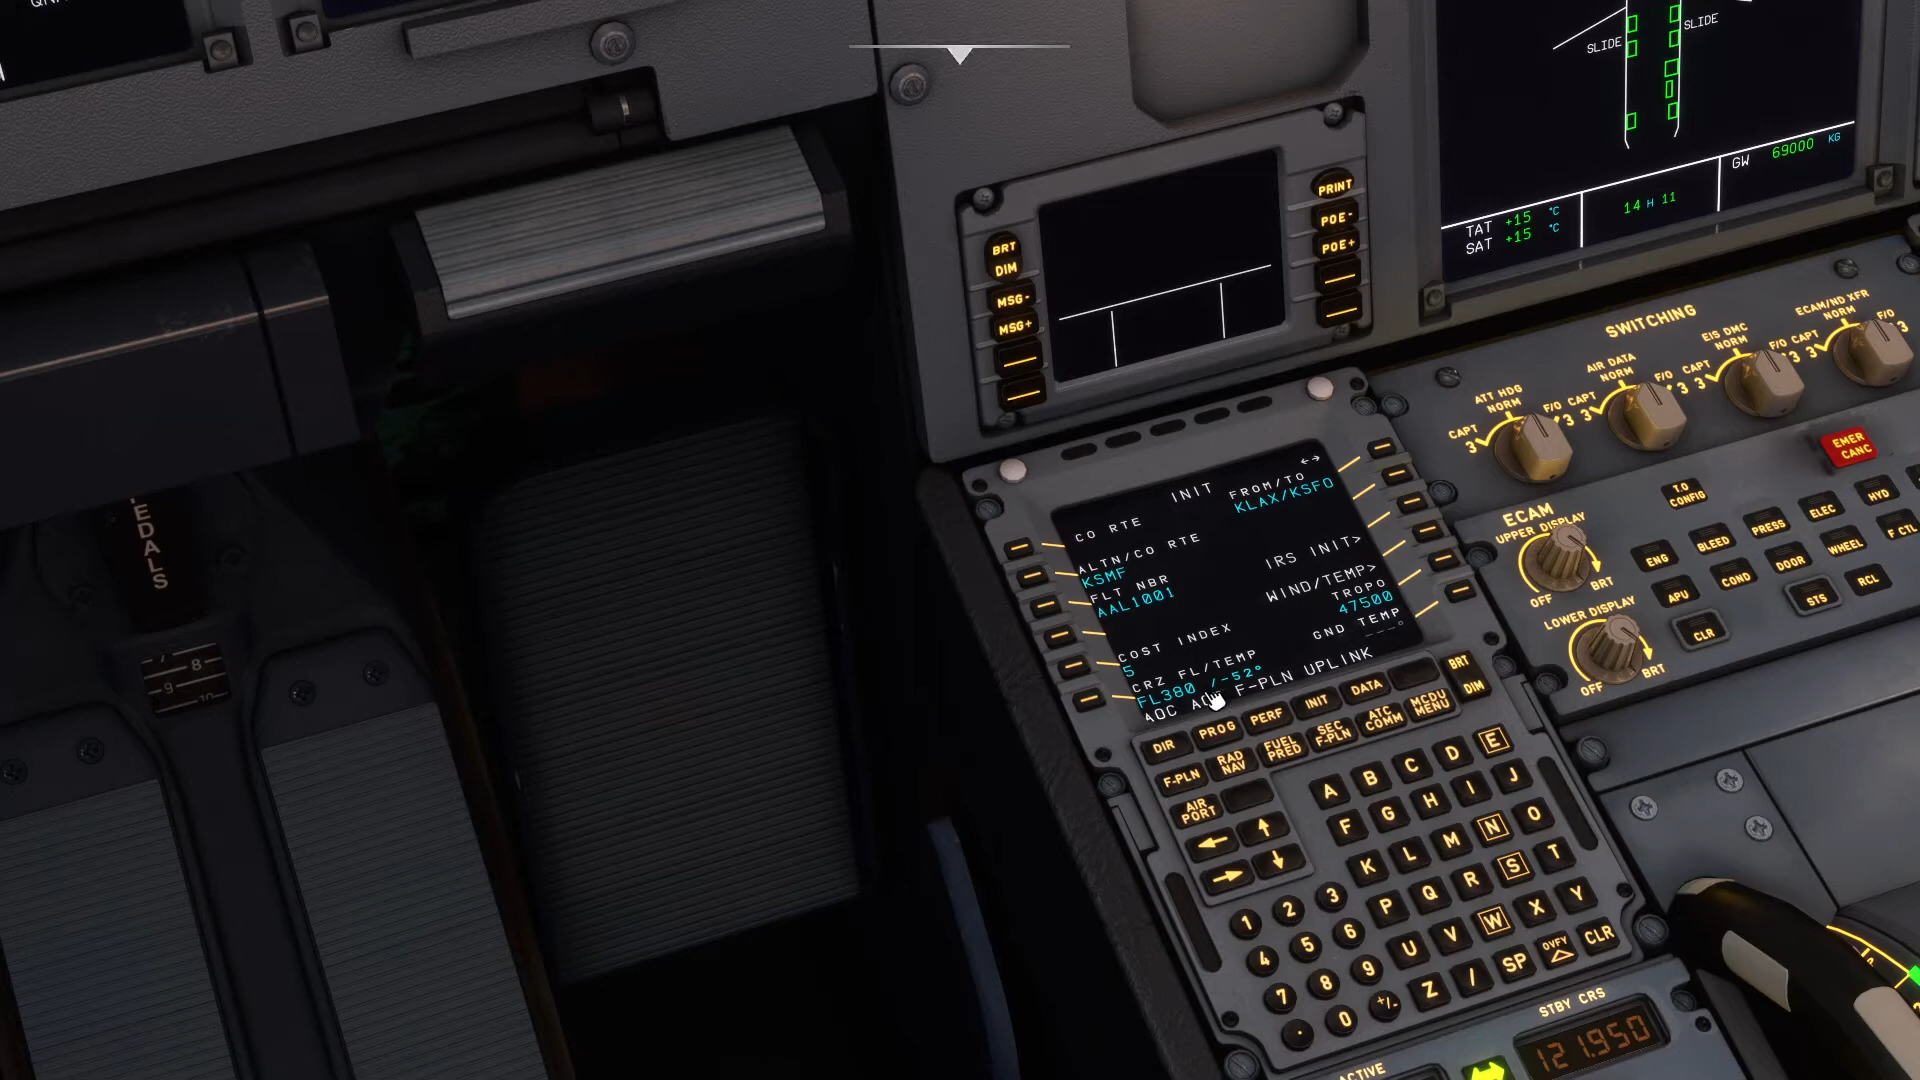 SLIDE
SLIDE
GW 69000 KG
TAT +15 °C
SAT +15 °C
14 H 11
BRT
DIM
MSG-
MSG+
PRINT
POE-
POE+
SWITCHING
ATT HDG
NORM
CAPT
3
F/O
3
AIR DATA
NORM
CAPT
3
F/O
3
EIS DMC
NORM
CAPT
3
F/O
3
ECAM/ND XFR
NORM
CAPT
3
F/O
3
EMER
CANC
ECAM
UPPER DISPLAY
OFF
BRT
LOWER DISPLAY
OFF
BRT
T.O
CONFIG
ENG
BLEED
PRESS
ELEC
HYD
APU
COND
DOOR
WHEEL
F CTL
CLR
STS
RCL
INIT
↔
CO RTE
FROM/TO
KLAX/KSFO
ALTN/CO RTE
KSMF
FLT NBR
AAL1001
IRS INIT>
WIND/TEMP>
COST INDEX
5
TROPO
47500
CRZ FL/TEMP
FL380 /-52°
GND TEMP
---°
F-PLN UPLINK
DIR
PROG
PERF
INIT
DATA
BRT
DIM
F-PLN
RAD
NAV
FUEL
PRED
SEC
F-PLN
ATC
COMM
MCDU
MENU
AIR
PORT
A B C D E
F G H I J
K L M N O
P Q R S T
U V W X Y
Z / SP OVFY CLR
1 2 3
4 5 6
7 8 9
. 0 +/-
STBY CRS
121.950
ACTIVE
EDALS
8
9
10